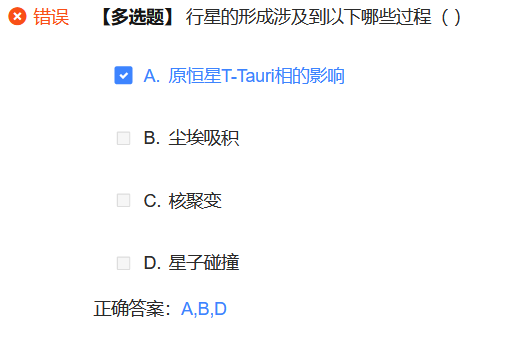 错误 【多选题】 行星的形成涉及到以下哪些过程（ ）
A. 原恒星T-Tauri相的影响
B. 尘埃吸积
C. 核聚变
D. 星子碰撞
正确答案：A,B,D